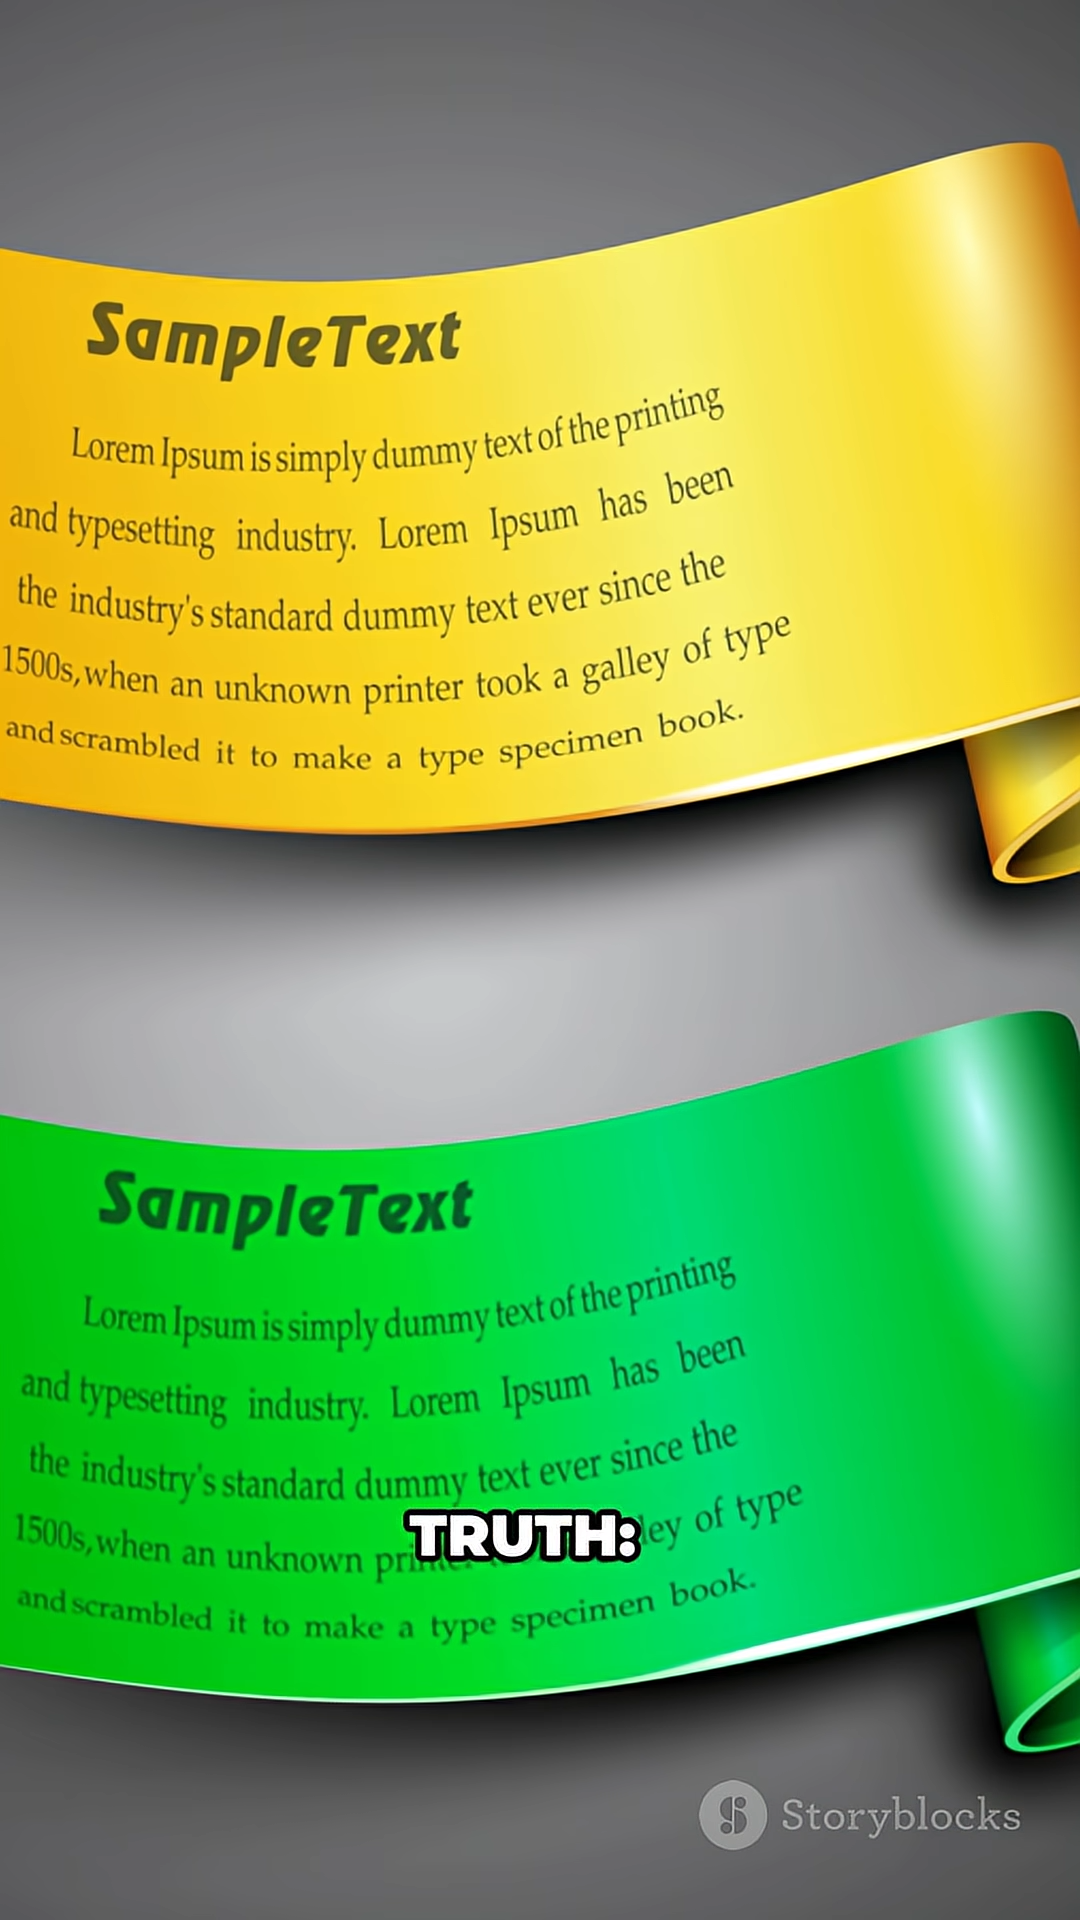 SampleText
Lorem Ipsum is simply dummy text of the printing
and typesetting industry. Lorem Ipsum has been
the industry's standard dummy text ever since the
1500s, when an unknown printer took a galley of type
and scrambled it to make a type specimen book.
SampleText
Lorem Ipsum is simply dummy text of the printing
and typesetting industry. Lorem Ipsum has been
the industry's standard dummy text ever since the
1500s, when an unknown of type
TRUTH:
and scrambled it to make a type specimen book.
Storyblocks